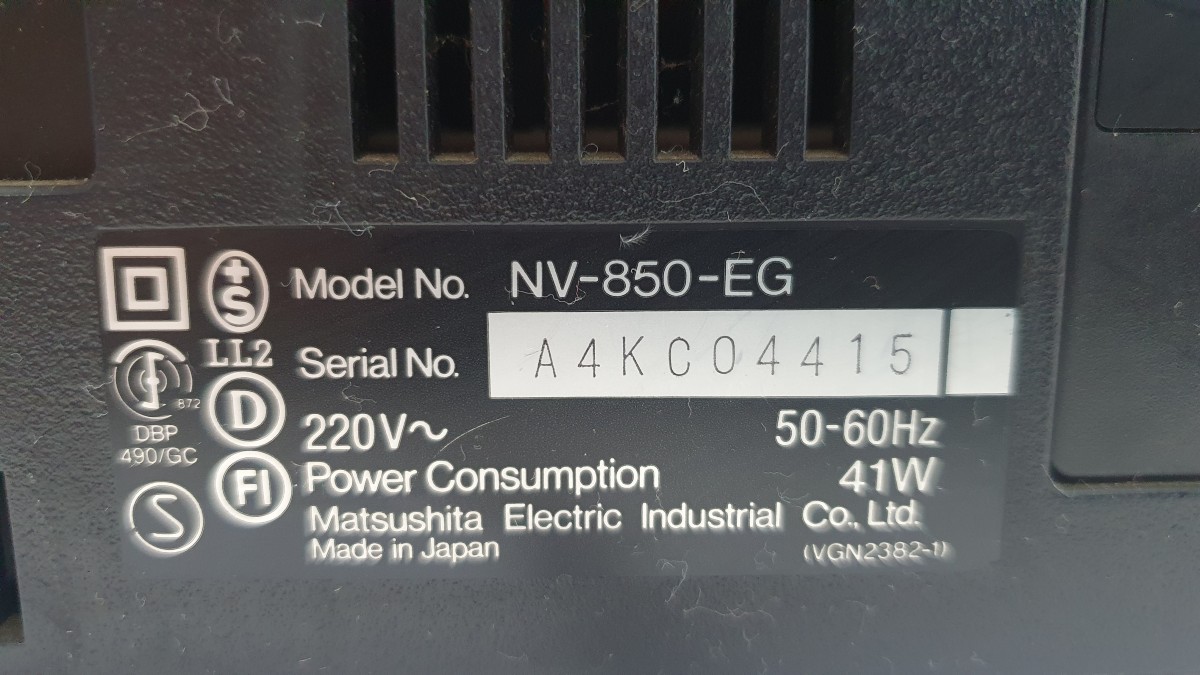 Model No. NV-850-EG
Serial No. A4KC04415
220V~ 50-60Hz
Power Consumption 41W
Matsushita Electric Industrial Co., Ltd.
Made in Japan (VGN2382-1)
+S
LL2
872
DBP
490/GC
D
FI
S